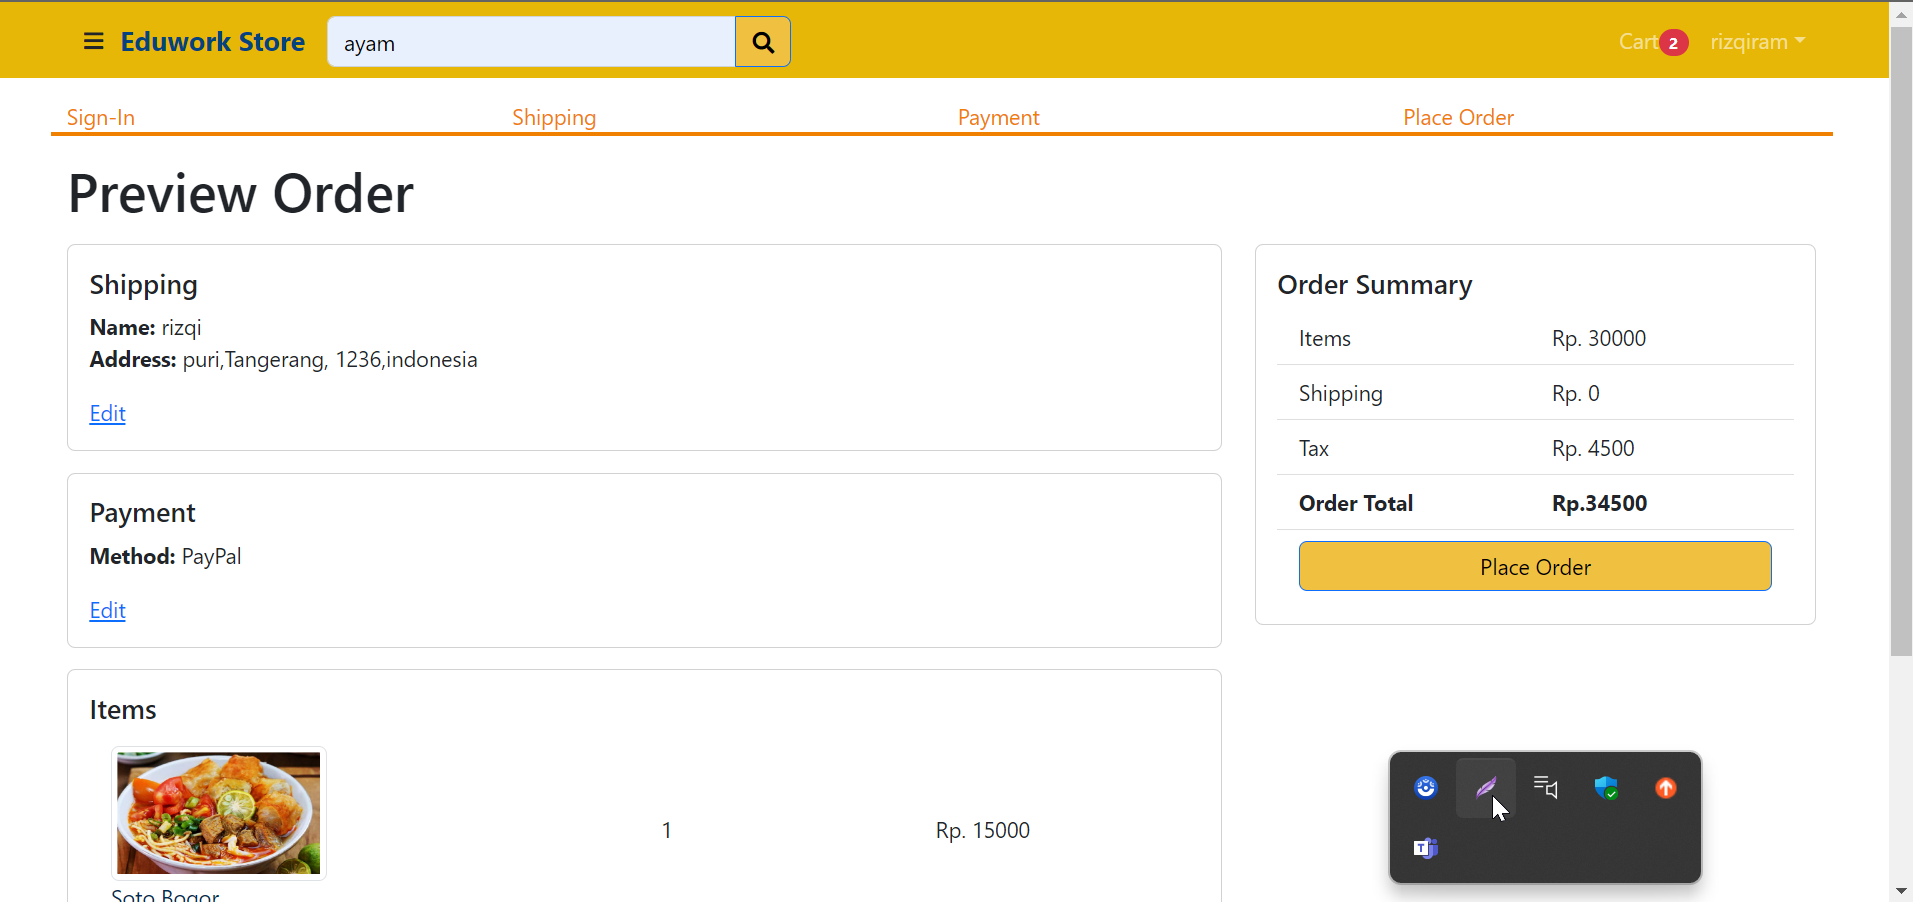 Eduwork Store
ayam
Cart 2
rizqiram
Sign-In
Shipping
Payment
Place Order
Preview Order
Shipping
Name: rizqi
Address: puri,Tangerang, 1236,indonesia
Edit
Payment
Method: PayPal
Edit
Items
1
Rp. 15000
Soto Bogor
Order Summary
Items Rp. 30000
Shipping Rp. 0
Tax Rp. 4500
Order Total Rp.34500
Place Order
T